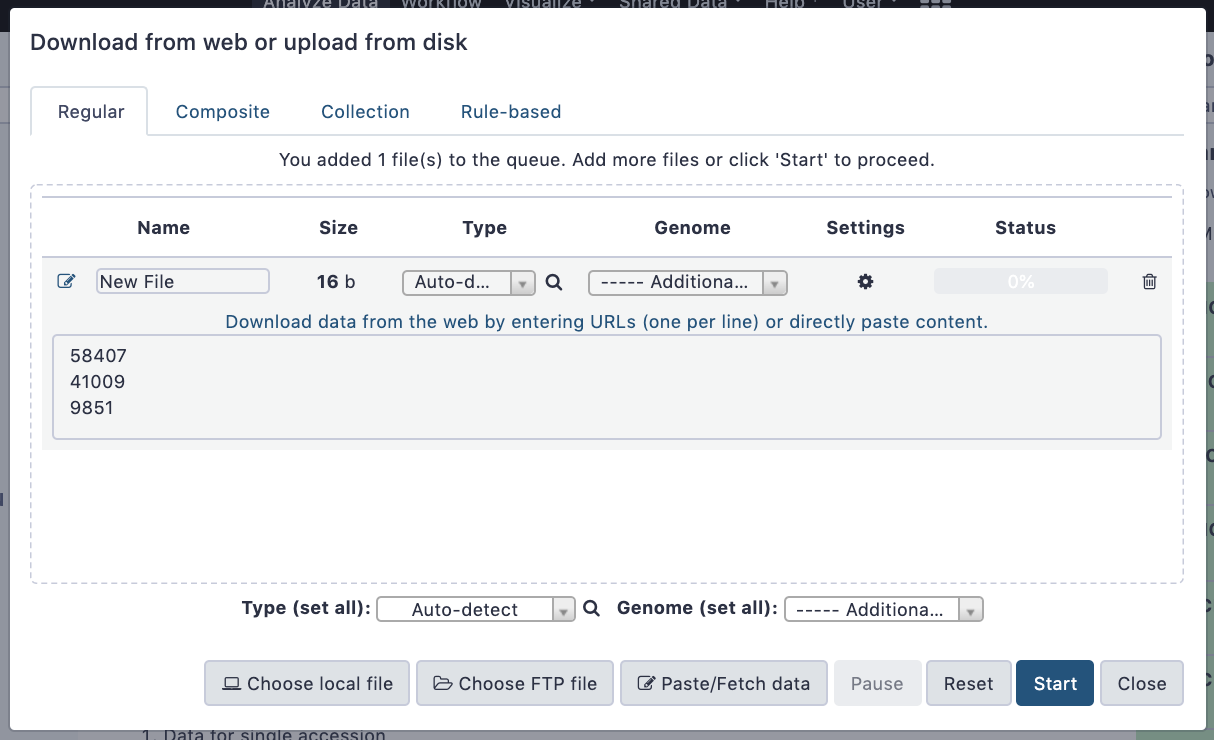 Analyze Data Workflow Visualize Shared Data Help User
Download from web or upload from disk
Regular Composite Collection Rule-based
You added 1 file(s) to the queue. Add more files or click 'Start' to proceed.
Name Size Type Genome Settings Status
New File 16 b Auto-d... ----- Additiona... 0%
Download data from the web by entering URLs (one per line) or directly paste content.
58407
41009
9851
Type (set all): Auto-detect Genome (set all): ----- Additiona...
Choose local file Choose FTP file Paste/Fetch data Pause Reset Start Close
1. Data for single accession